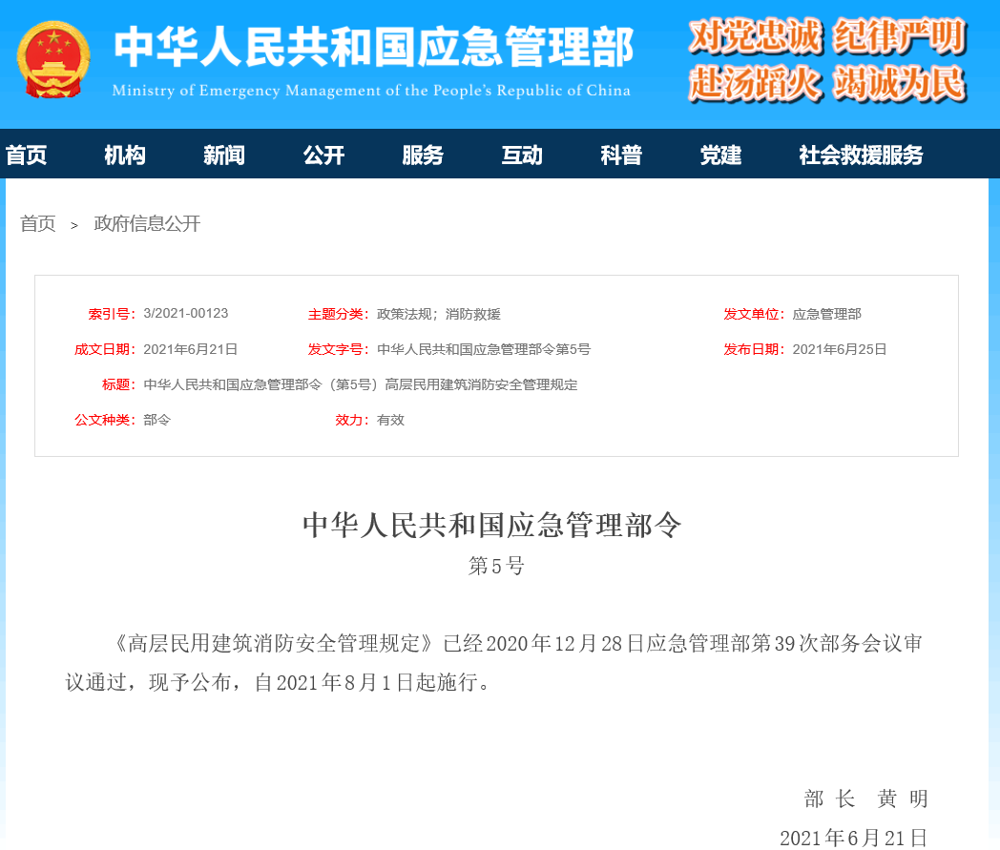 中华人民共和国应急管理部
Ministry of Emergency Management of the People's Republic of China
对党忠诚 纪律严明
赴汤蹈火 竭诚为民
首页 机构 新闻 公开 服务 互动 科普 党建 社会救援服务
首页 > 政府信息公开
索引号：3/2021-00123 主题分类：政策法规；消防救援 发文单位：应急管理部
成文日期：2021年6月21日 发文字号：中华人民共和国应急管理部令第5号 发布日期：2021年6月25日
标题：中华人民共和国应急管理部令（第5号）高层民用建筑消防安全管理规定
公文种类：部令 效力：有效
中华人民共和国应急管理部令
第5号
《高层民用建筑消防安全管理规定》已经2020年12月28日应急管理部第39次部务会议审
议通过，现予公布，自2021年8月1日起施行。
部 长 黄 明
2021年6月21日